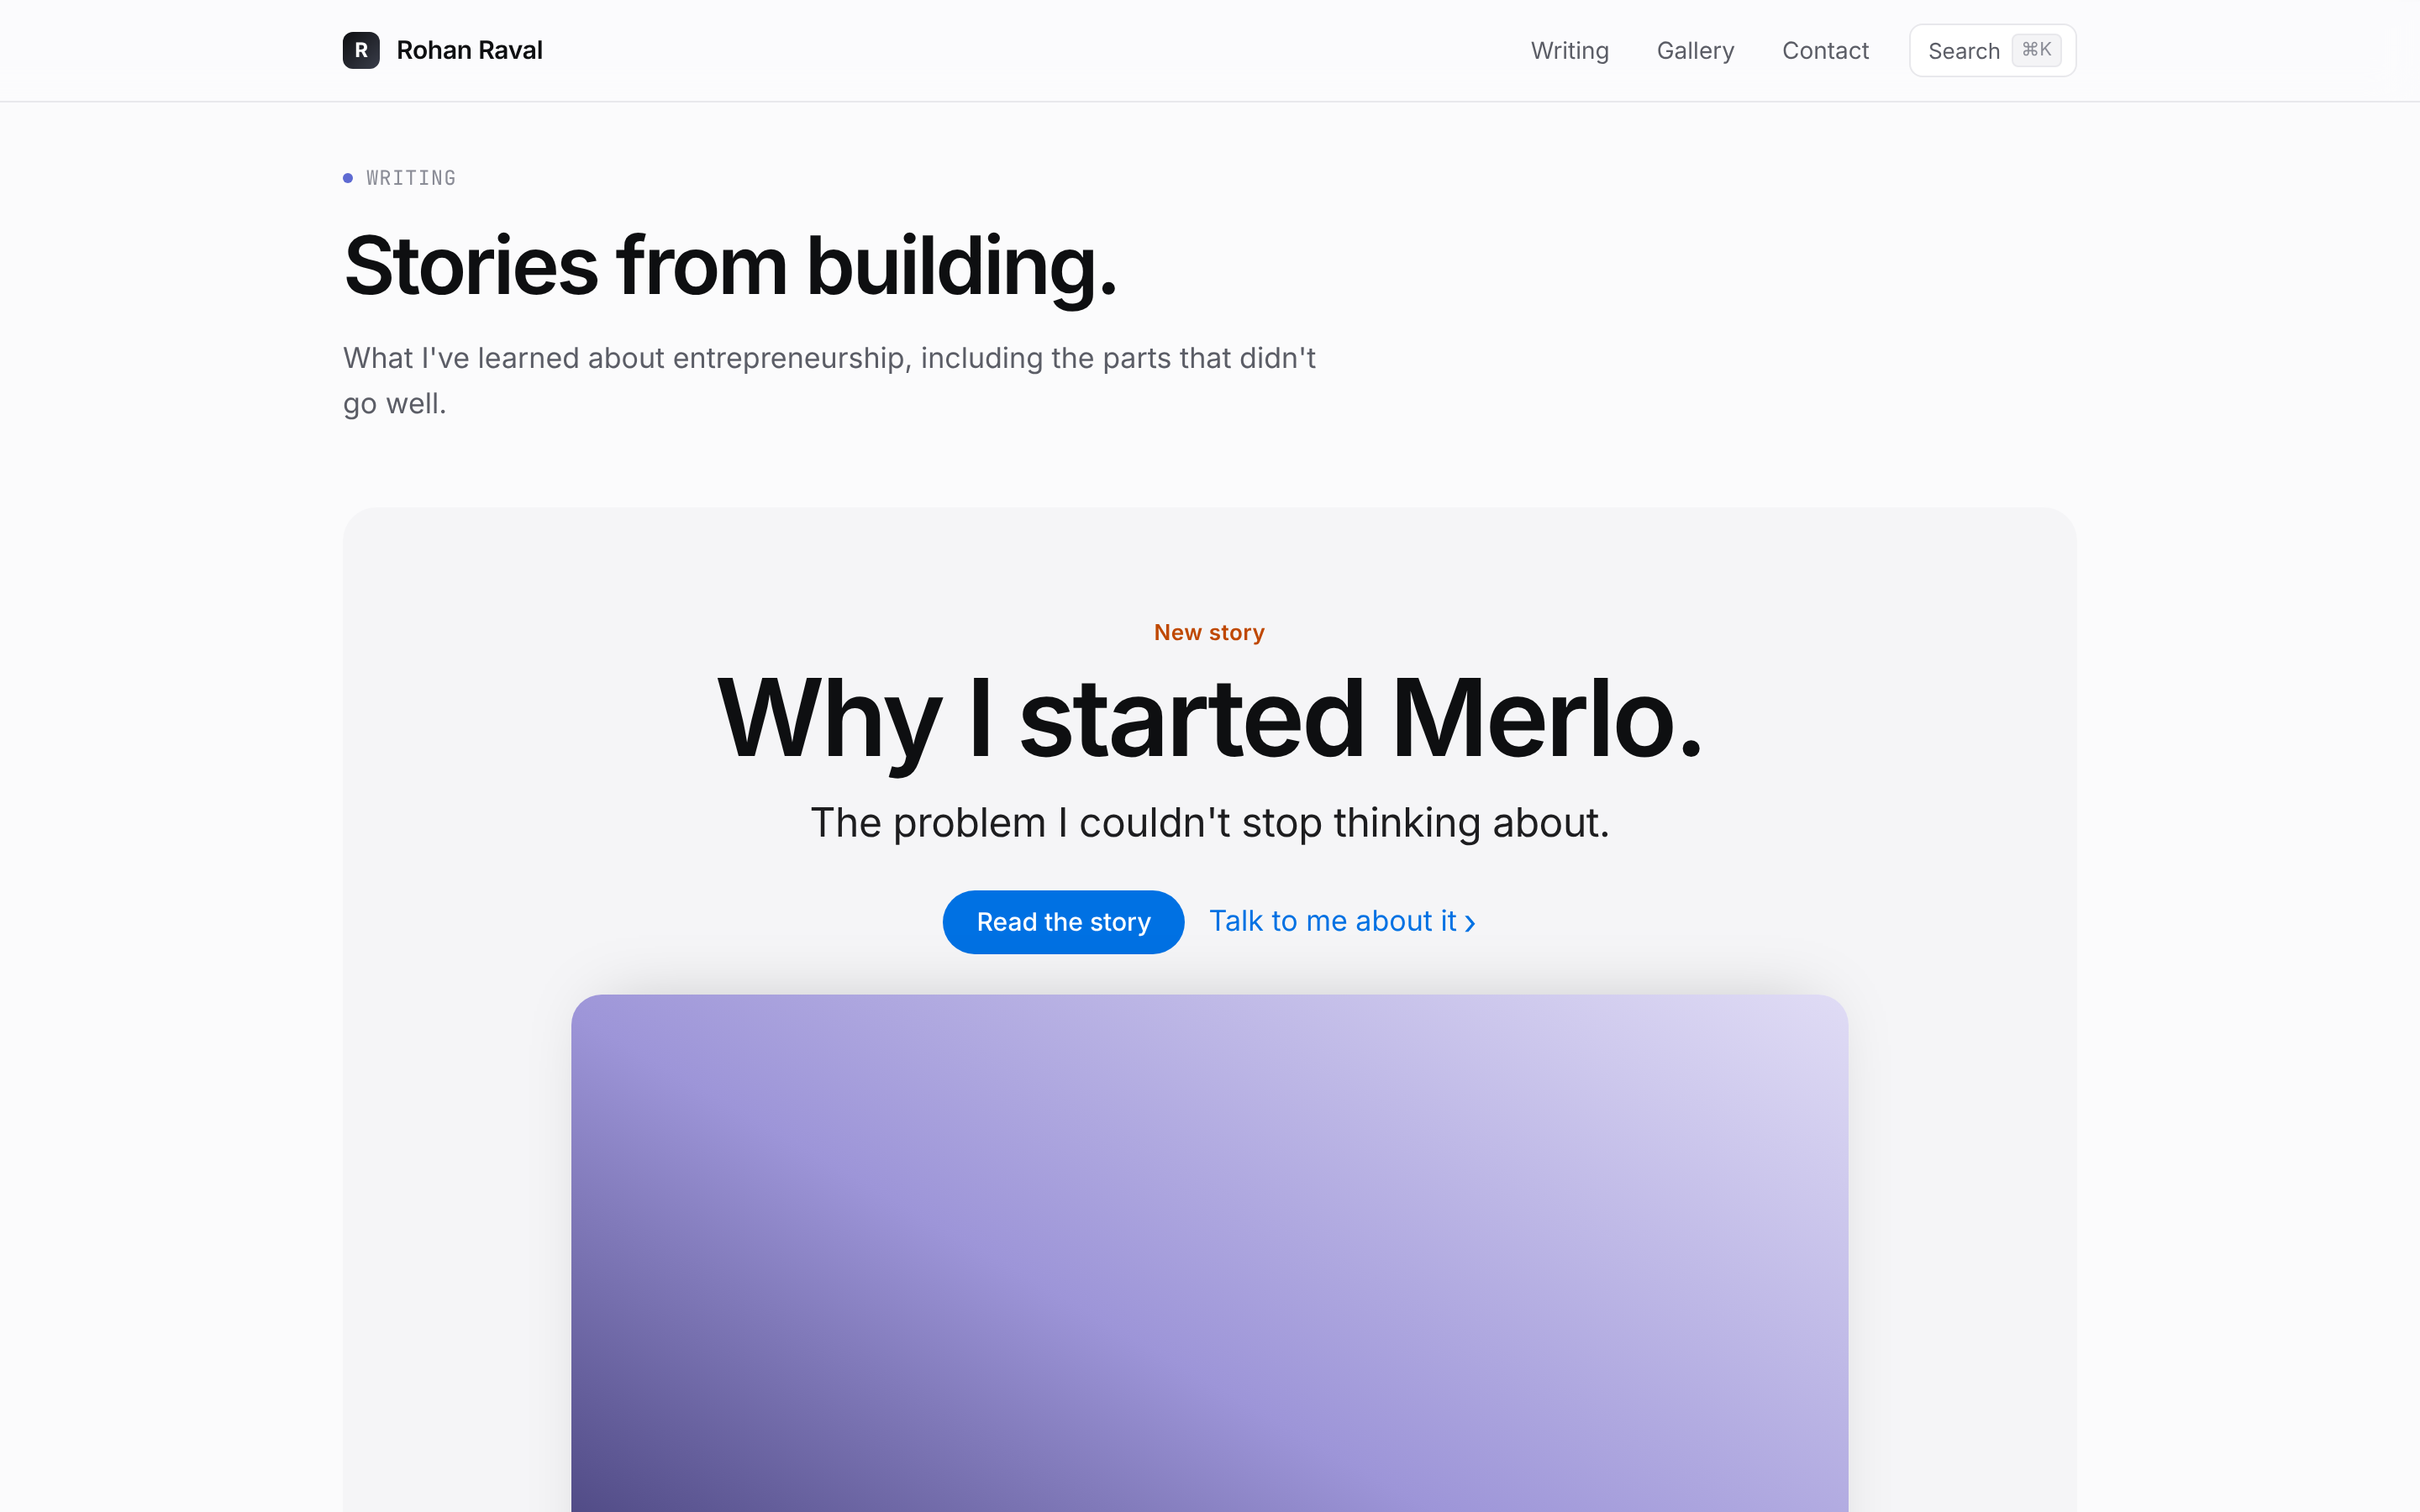 R Rohan Raval
Writing Gallery Contact Search ⌘K
WRITING
Stories from building.
What I've learned about entrepreneurship, including the parts that didn't
go well.
New story
Why I started Merlo.
The problem I couldn't stop thinking about.
Read the story Talk to me about it ›